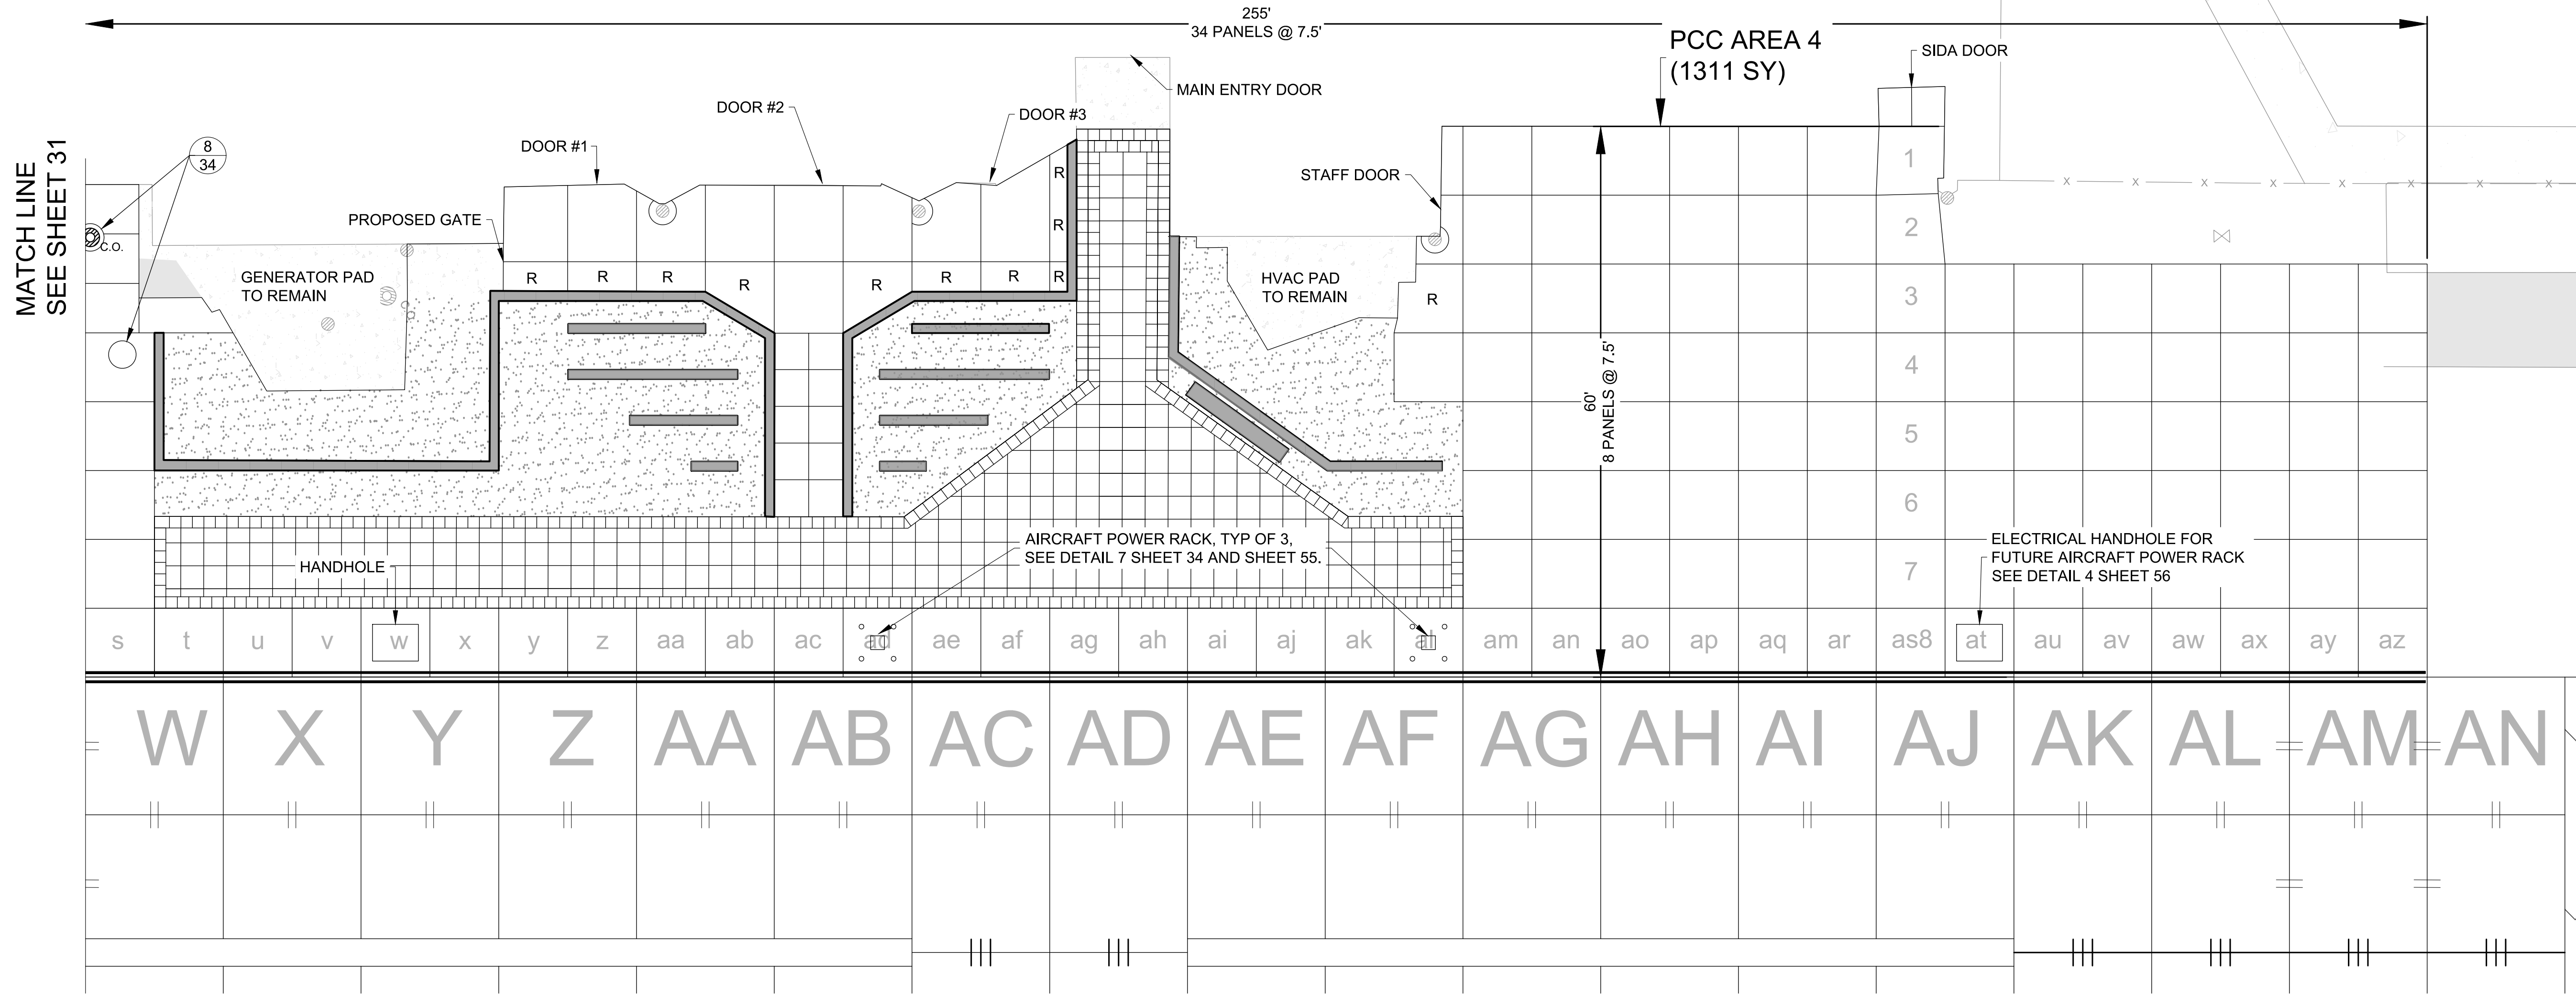 255'
34 PANELS @ 7.5'
PCC AREA 4
(1311 SY)
SIDA DOOR
MAIN ENTRY DOOR
DOOR #2
DOOR #3
DOOR #1
8
34
MATCH LINE
SEE SHEET 31
STAFF DOOR
1
R
PROPOSED GATE
R
2
C.O.
X X X X X X X X
GENERATOR PAD
TO REMAIN
R R R R R R R R
HVAC PAD
TO REMAIN
R
3
4
60'
8 PANELS @ 7.5'
5
6
AIRCRAFT POWER RACK, TYP OF 3,
SEE DETAIL 7 SHEET 34 AND SHEET 55.
ELECTRICAL HANDHOLE FOR
FUTURE AIRCRAFT POWER RACK
SEE DETAIL 4 SHEET 56
HANDHOLE
7
s t u v w x y z aa ab ac ad ae af ag ah ai aj ak al am an ao ap aq ar as8 at au av aw ax ay az
W X Y Z AA AB AC AD AE AF AG AH AI AJ AK AL AM AN